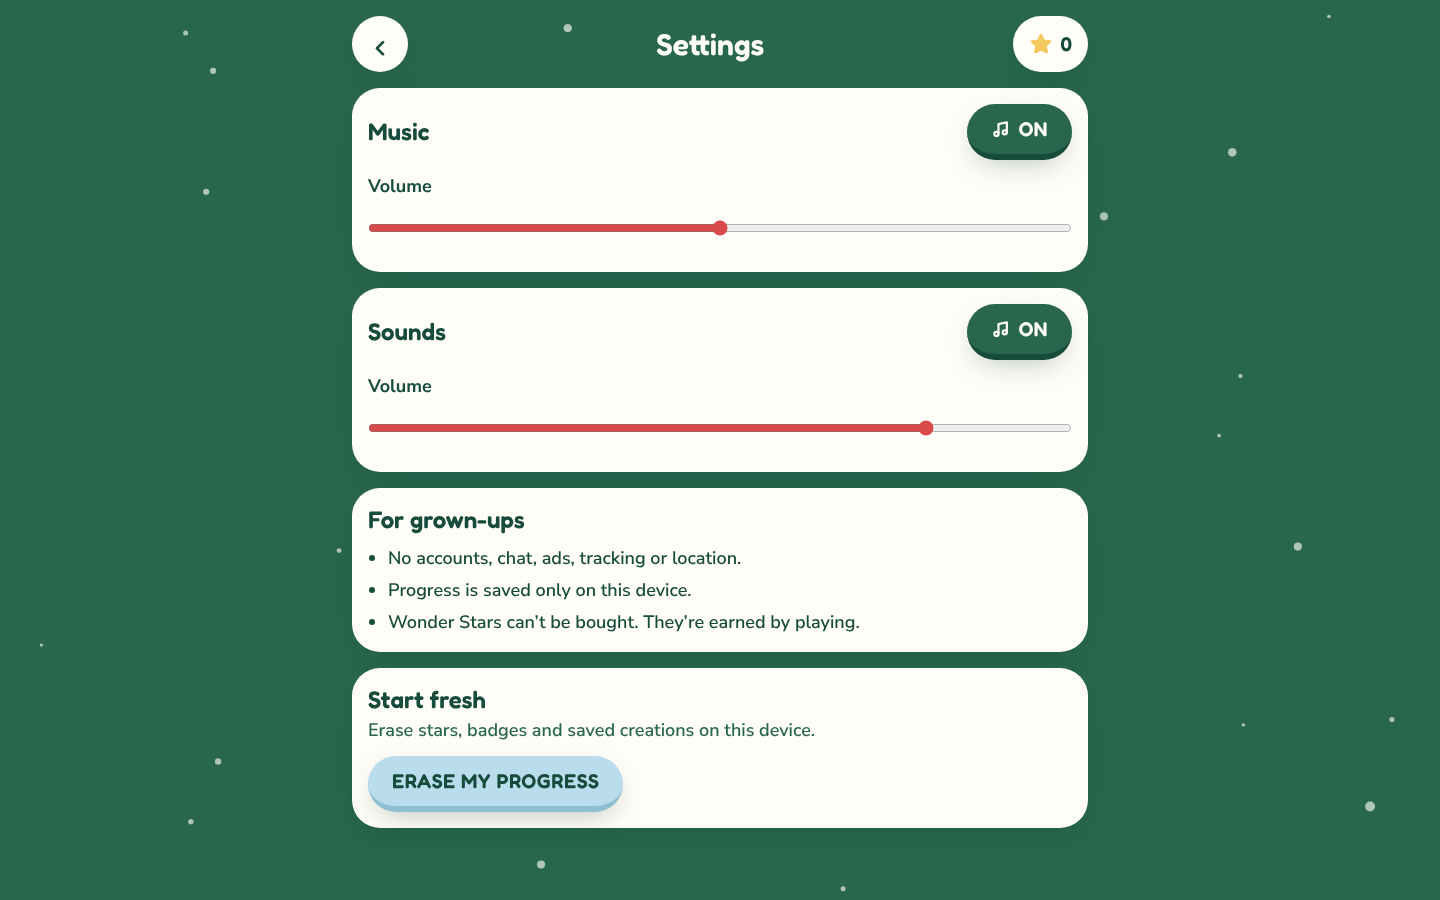 Settings
0
Music
ON
Volume
Sounds
ON
Volume
For grown-ups
• No accounts, chat, ads, tracking or location.
• Progress is saved only on this device.
• Wonder Stars can’t be bought. They’re earned by playing.
Start fresh
Erase stars, badges and saved creations on this device.
ERASE MY PROGRESS